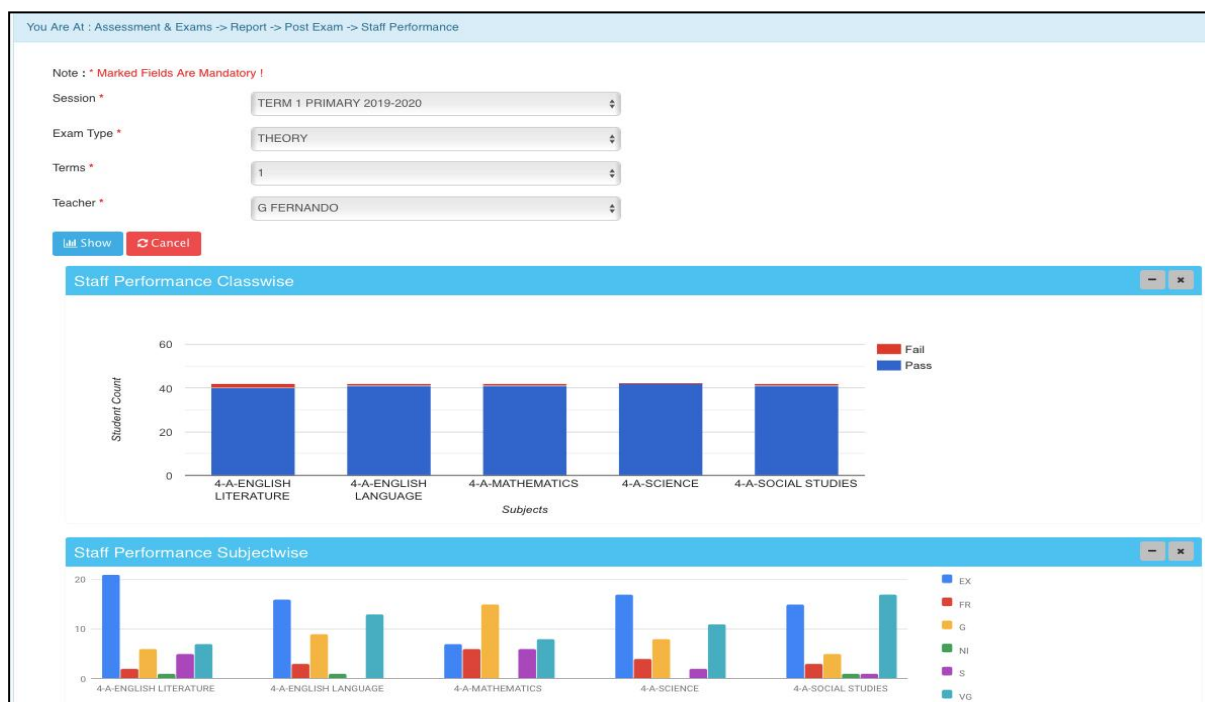 You Are At : Assessment & Exams -> Report -> Post Exam -> Staff Performance
Note : * Marked Fields Are Mandatory !
Session *
TERM 1 PRIMARY 2019-2020
Exam Type *
THEORY
Terms *
1
Teacher *
G FERNANDO
Show Cancel
Staff Performance Classwise
60
40
20
0
Student Count
Fail
Pass
4-A-ENGLISH LITERATURE
4-A-ENGLISH LANGUAGE
4-A-MATHEMATICS
4-A-SCIENCE
4-A-SOCIAL STUDIES
Subjects
Staff Performance Subjectwise
20
10
0
4-A-ENGLISH LITERATURE
4-A-ENGLISH LANGUAGE
4-A-MATHEMATICS
4-A-SCIENCE
4-A-SOCIAL STUDIES
EX
FR
G
NI
S
VG